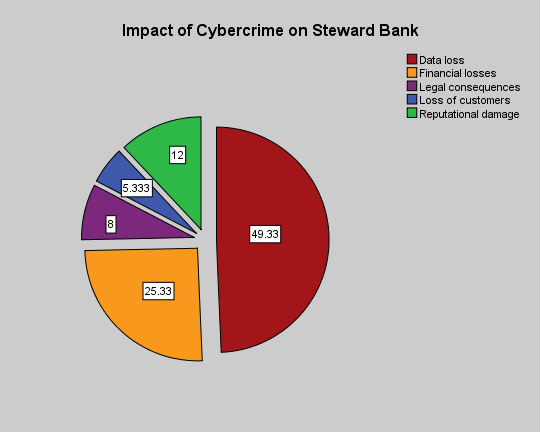 Impact of Cybercrime on Steward Bank
Data loss
Financial losses
Legal consequences
Loss of customers
Reputational damage
12
5.333
8
49.33
25.33